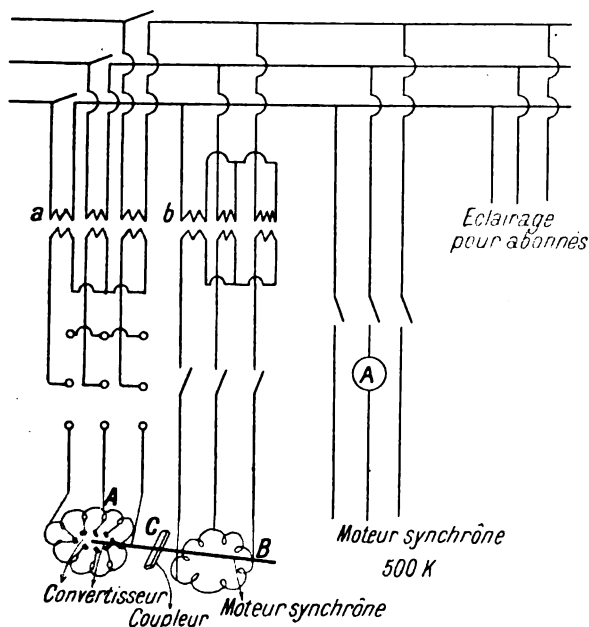 a
b
Eclairage
pour abonnés
A
Moteur synchrône
500 K
A
C
B
Convertisseur
Coupleur
Moteur synchrône